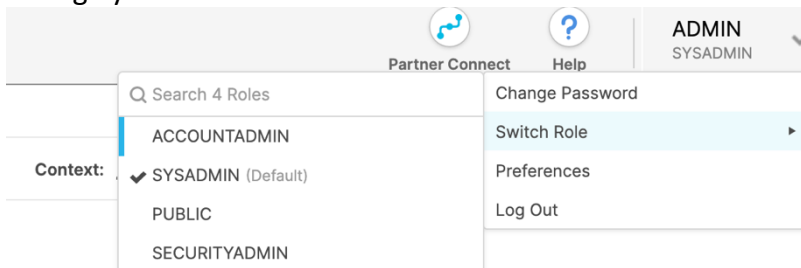 Partner Connect
Help
ADMIN
SYSADMIN
Search 4 Roles
ACCOUNTADMIN
SYSADMIN (Default)
PUBLIC
SECURITYADMIN
Change Password
Switch Role
Preferences
Log Out
Context: